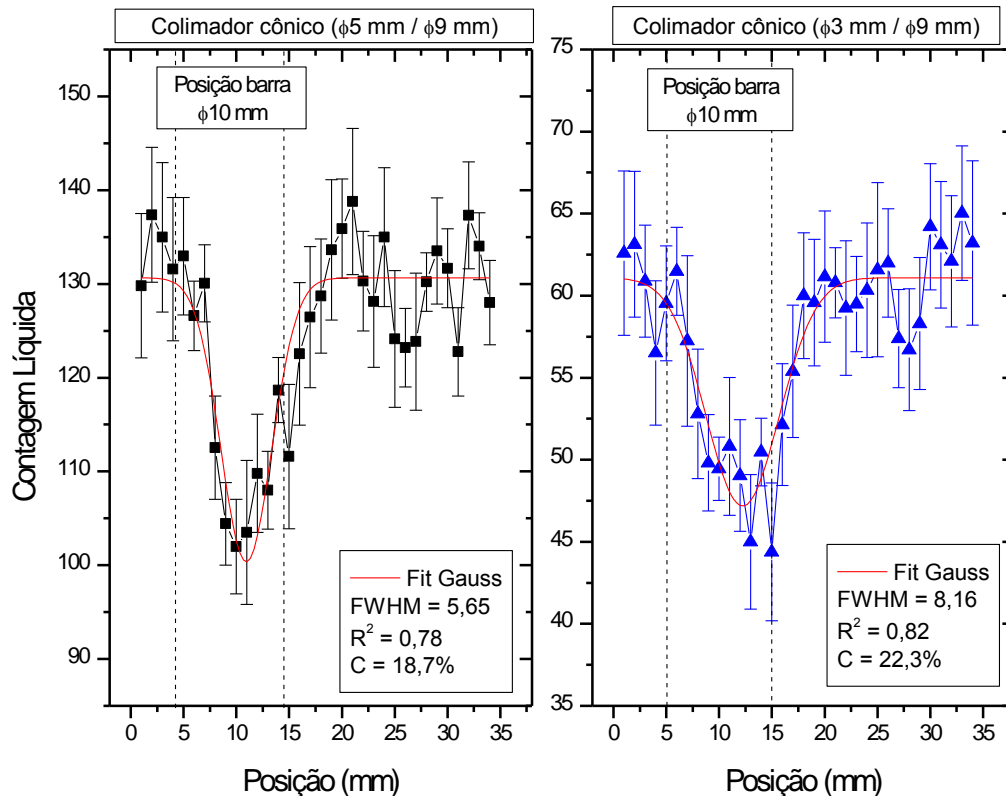 Colimador cônico (ϕ5 mm / ϕ9 mm)
Posição barra
ϕ10 mm
Contagem Líquida
150
140
130
120
110
100
90
Fit Gauss
FWHM = 5,65
R² = 0,78
C = 18,7%
0 5 10 15 20 25 30 35
Posição (mm)
Colimador cônico (ϕ3 mm / ϕ9 mm)
Posição barra
ϕ10 mm
75
70
65
60
55
50
45
40
35
Fit Gauss
FWHM = 8,16
R² = 0,82
C = 22,3%
0 5 10 15 20 25 30 35
Posição (mm)